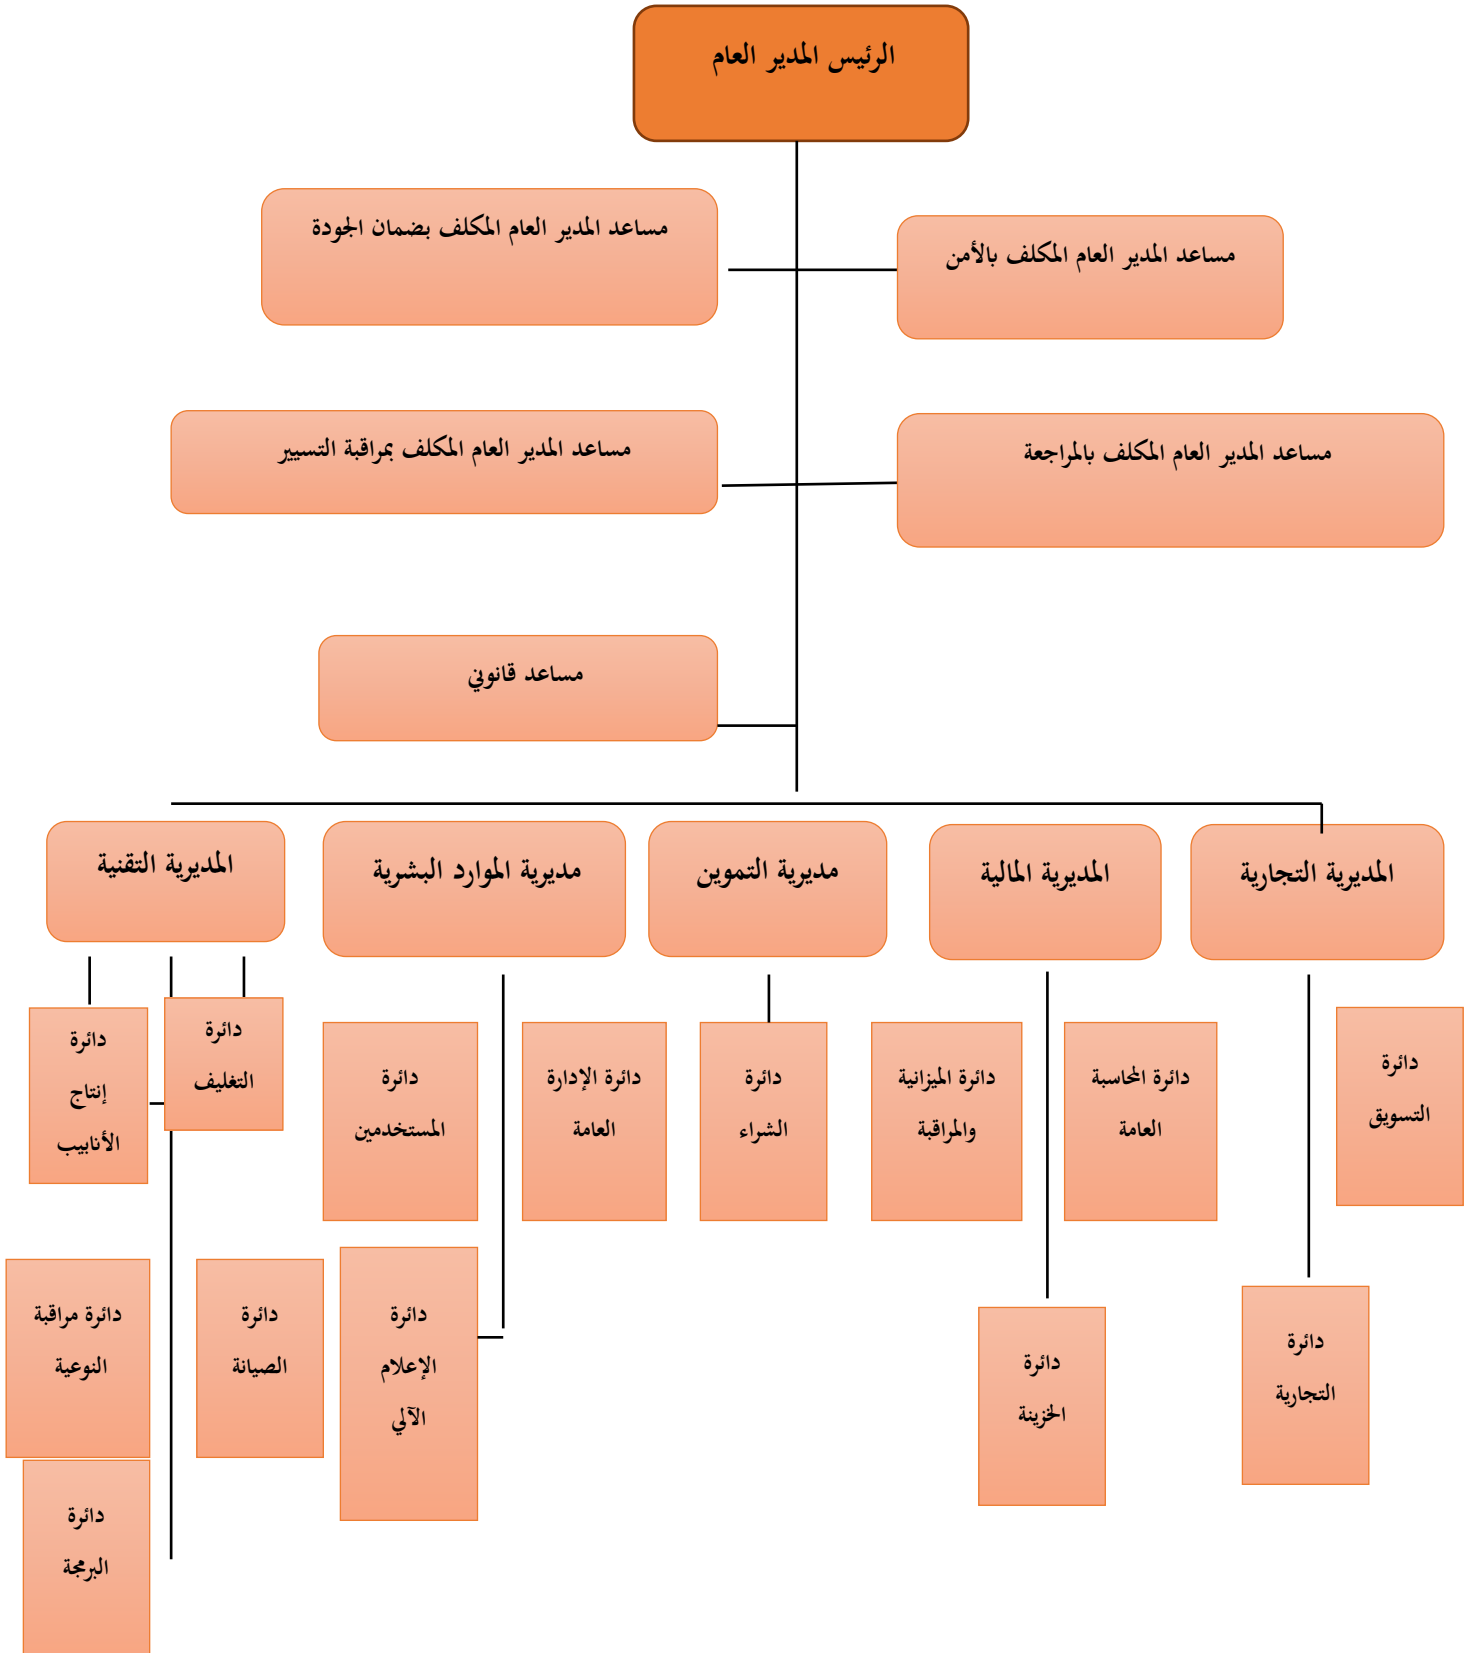 الرئيس المدير العام
مساعد المدير العام المكلف بالأمن
مساعد المدير العام المكلف بضمان الجودة
مساعد المدير العام المكلف بالمراجعة
مساعد المدير العام المكلف بمراقبة التسيير
مساعد قانوني
المديرية التجارية
المديرية المالية
مديرية التموين
مديرية الموارد البشرية
المديرية التقنية
دائرة
التسويق
دائرة المحاسبة
العامة
دائرة الميزانية
والمراقبة
دائرة
الشراء
دائرة الإدارة
العامة
دائرة
المستخدمين
دائرة
التغليف
دائرة
إنتاج
الأنابيب
دائرة
التجارية
دائرة
الخزينة
دائرة
الإعلام
الآلي
دائرة
الصيانة
دائرة مراقبة
النوعية
دائرة
البرمجة